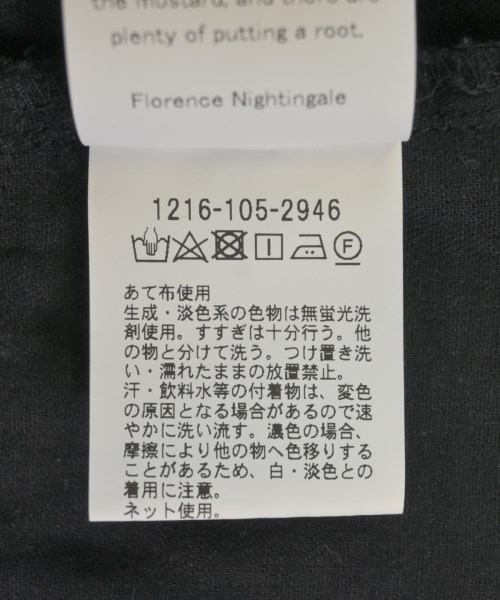 the mustard, and there are
plenty of putting a root.
Florence Nightingale
1216-105-2946
F
あて布使用
生成・淡色系の色物は無蛍光洗
剤使用。すすぎは十分行う。他
の物と分けて洗う。つけ置き洗
い・濡れたままの放置禁止。
汗・飲料水等の付着物は、変色
の原因となる場合があるので速
やかに洗い流す。濃色の場合、
摩擦により他の物へ色移りする
ことがあるため、白・淡色との
着用に注意。
ネット使用。